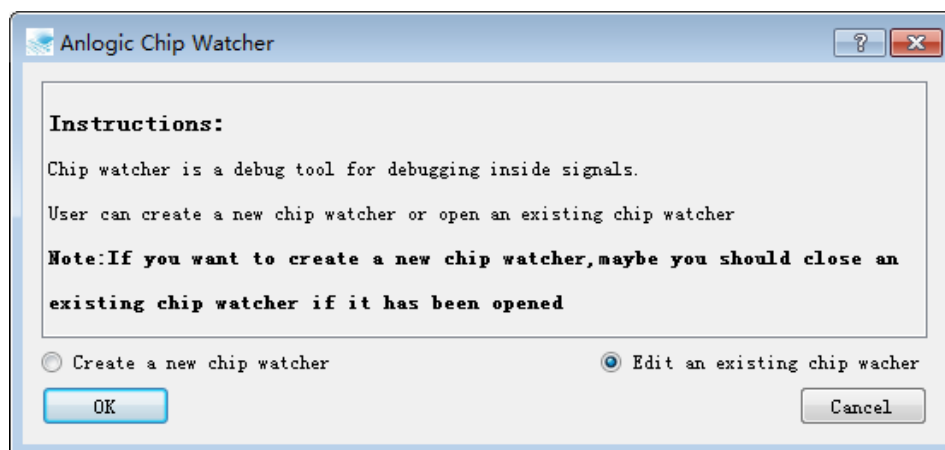 Anlogic Chip Watcher
Instructions:
Chip watcher is a debug tool for debugging inside signals.
User can create a new chip watcher or open an existing chip watcher
Note:If you want to create a new chip watcher,maybe you should close an
existing chip watcher if it has been opened
Create a new chip watcher
Edit an existing chip wacher
OK
Cancel